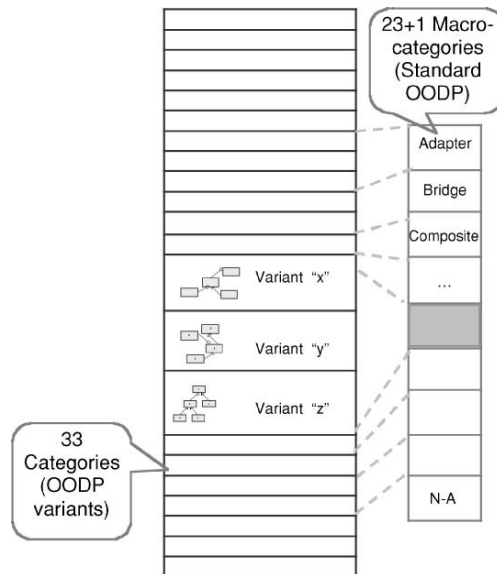 23+1 Macro-
categories
(Standard
OODP)
Adapter
Bridge
Composite
...
Variant “x”
Variant “y”
Variant “z”
33
Categories
(OODP
variants)
N-A